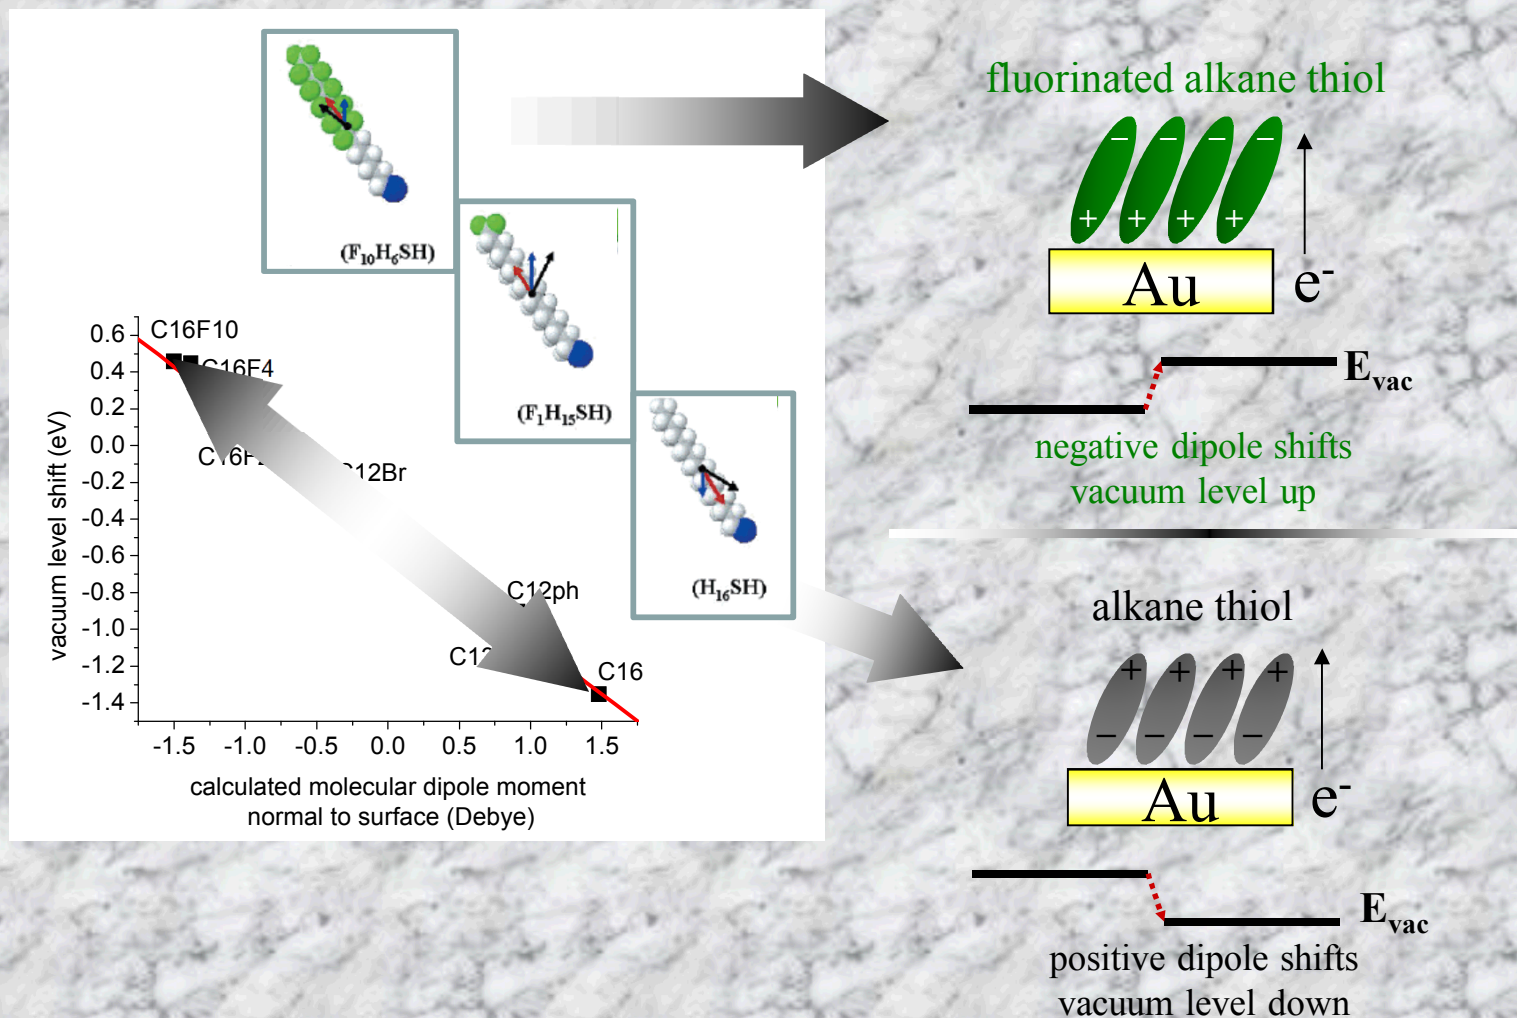 fluorinated alkane thiol
− − − −
+ + + +
Au
e-
Evac
negative dipole shifts
vacuum level up
alkane thiol
+ + + +
− − − −
Au
e-
Evac
positive dipole shifts
vacuum level down
(F10H6SH)
(F1H15SH)
(H16SH)
vacuum level shift (eV)
0.6
0.4
0.2
0.0
-0.2
-0.4
-0.6
-0.8
-1.0
-1.2
-1.4
C16F10
C16F4
C12Br
C12ph
C16
-1.5 -1.0 -0.5 0.0 0.5 1.0 1.5
calculated molecular dipole moment
normal to surface (Debye)